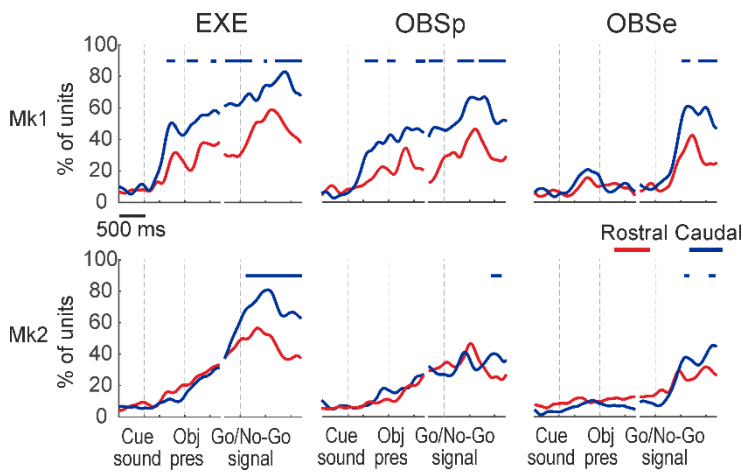 EXE OBSp OBSe
Mk1
% of units
100
80
60
40
20
0
500 ms
Rostral Caudal
Mk2
% of units
100
80
60
40
20
0
Cue sound Obj pres Go/No-Go signal Cue sound Obj pres Go/No-Go signal Cue sound Obj pres Go/No-Go signal